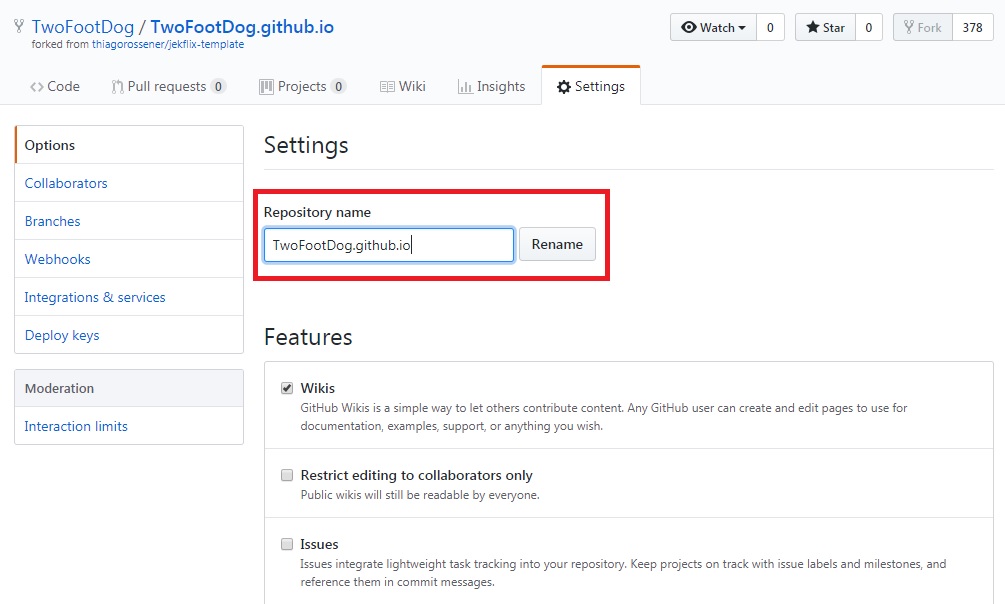 TwoFootDog / TwoFootDog.github.io
forked from thiagorossener/jekflix-template
Watch 0 Star 0 Fork 378
Code Pull requests 0 Projects 0 Wiki Insights Settings
Options
Collaborators
Branches
Webhooks
Integrations & services
Deploy keys
Moderation
Interaction limits
Settings
Repository name
TwoFootDog.github.io Rename
Features
Wikis
GitHub Wikis is a simple way to let others contribute content. Any GitHub user can create and edit pages to use for
documentation, examples, support, or anything you wish.
Restrict editing to collaborators only
Public wikis will still be readable by everyone.
Issues
Issues integrate lightweight task tracking into your repository. Keep projects on track with issue labels and milestones, and
reference them in commit messages.